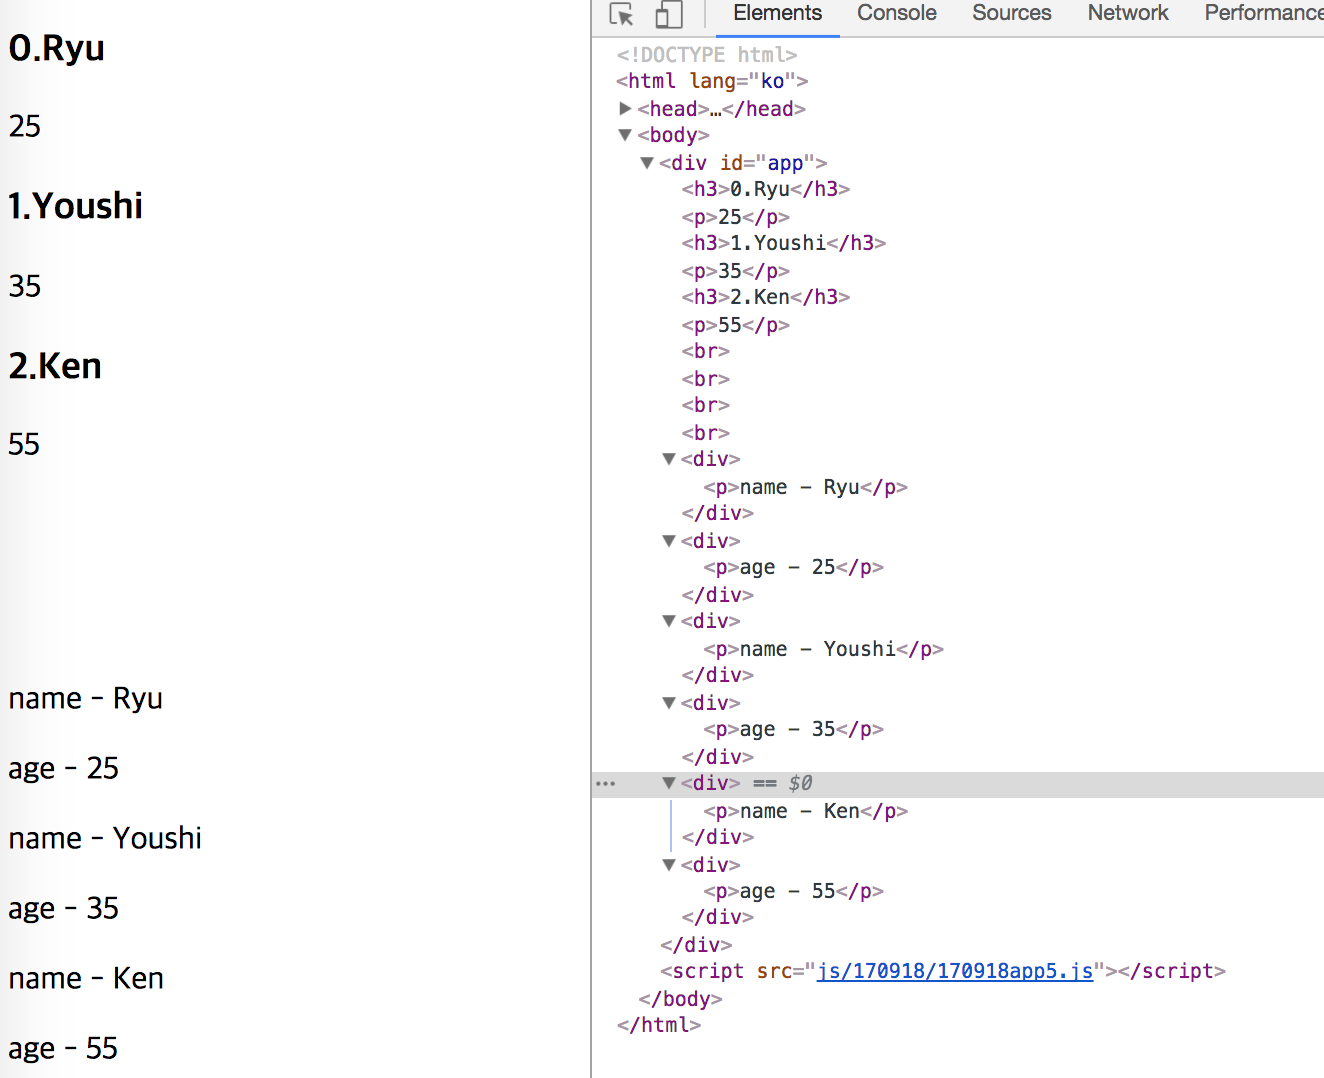 0.Ryu
25
1.Youshi
35
2.Ken
55
name - Ryu
age - 25
name - Youshi
age - 35
name - Ken
age - 55
Elements Console Sources Network Performance
<!DOCTYPE html>
<html lang="ko">
<head>…</head>
<body>
<div id="app">
<h3>0.Ryu</h3>
<p>25</p>
<h3>1.Youshi</h3>
<p>35</p>
<h3>2.Ken</h3>
<p>55</p>
<br>
<br>
<br>
<br>
<div>
<p>name - Ryu</p>
</div>
<div>
<p>age - 25</p>
</div>
<div>
<p>name - Youshi</p>
</div>
<div>
<p>age - 35</p>
</div>
… <div> == $0
<p>name - Ken</p>
</div>
<div>
<p>age - 55</p>
</div>
</div>
<script src="js/170918/170918app5.js"></script>
</body>
</html>